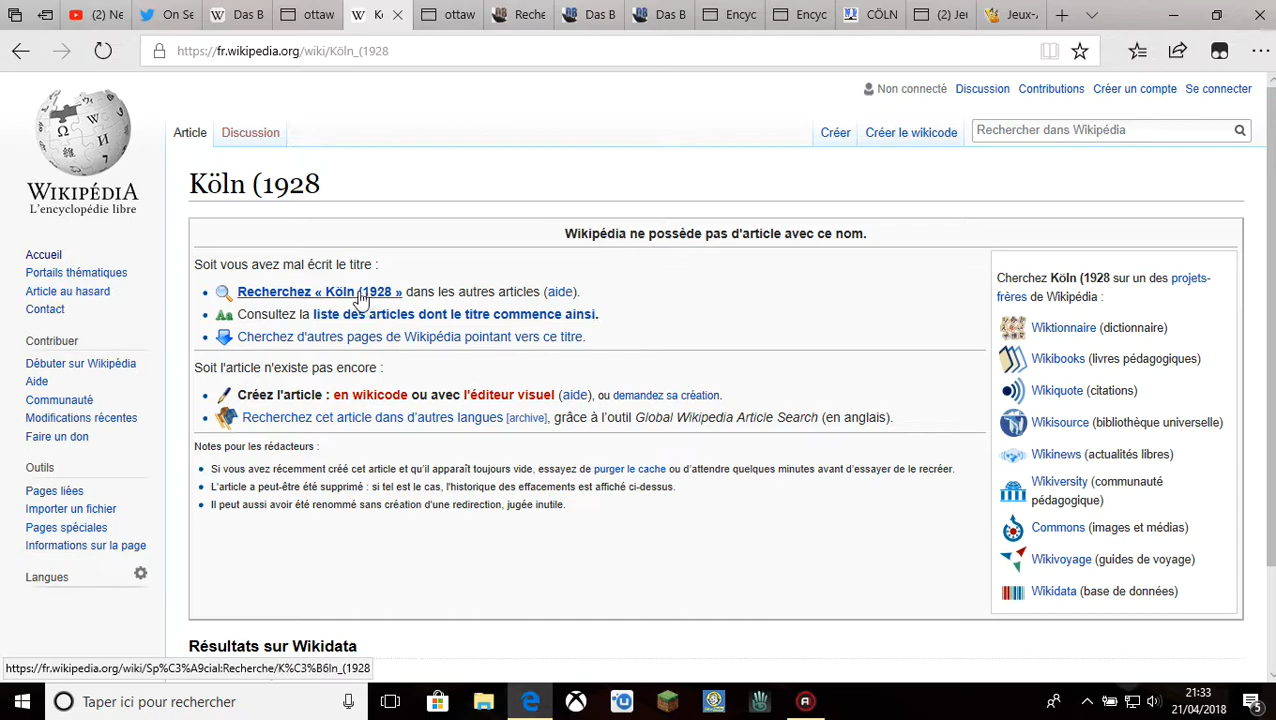 (2) Ne
On Se
Das B
ottaw
Kö
ottaw
Reche
Das B
Das B
Encyc
Encyc
CÖLN
(2) Jeu
Jeux-A
https://fr.wikipedia.org/wiki/Köln_(1928
Non connecté Discussion Contributions Créer un compte Se connecter
Article Discussion Créer Créer le wikicode Rechercher dans Wikipédia
WIKIPÉDIA
L'encyclopédie libre
Accueil
Portails thématiques
Article au hasard
Contact
Contribuer
Débuter sur Wikipédia
Aide
Communauté
Modifications récentes
Faire un don
Outils
Pages liées
Importer un fichier
Pages spéciales
Informations sur la page
Langues
Köln (1928
Wikipédia ne possède pas d'article avec ce nom.
Soit vous avez mal écrit le titre :
Recherchez « Köln (1928 » dans les autres articles (aide).
Consultez la liste des articles dont le titre commence ainsi.
Cherchez d'autres pages de Wikipédia pointant vers ce titre.
Soit l'article n'existe pas encore :
Créez l'article : en wikicode ou avec l'éditeur visuel (aide), ou demandez sa création.
Recherchez cet article dans d'autres langues [archive], grâce à l'outil Global Wikipedia Article Search (en anglais).
Notes pour les rédacteurs :
Si vous avez récemment créé cet article et qu'il apparaît toujours vide, essayez de purger le cache ou d'attendre quelques minutes avant d'essayer de le recréer.
L'article a peut-être été supprimé : si tel est le cas, l'historique des effacements est affiché ci-dessus.
Il peut aussi avoir été renommé sans création d'une redirection, jugée inutile.
Cherchez Köln (1928 sur un des projets-
frères de Wikipédia :
Wiktionnaire (dictionnaire)
Wikibooks (livres pédagogiques)
Wikiquote (citations)
Wikisource (bibliothèque universelle)
Wikinews (actualités libres)
Wikiversity (communauté
pédagogique)
Commons (images et médias)
Wikivoyage (guides de voyage)
Wikidata (base de données)
Résultats sur Wikidata
https://fr.wikipedia.org/wiki/Sp%C3%A9cial:Recherche/K%C3%B6ln_(1928
Taper ici pour rechercher
21:33
21/04/2018
5